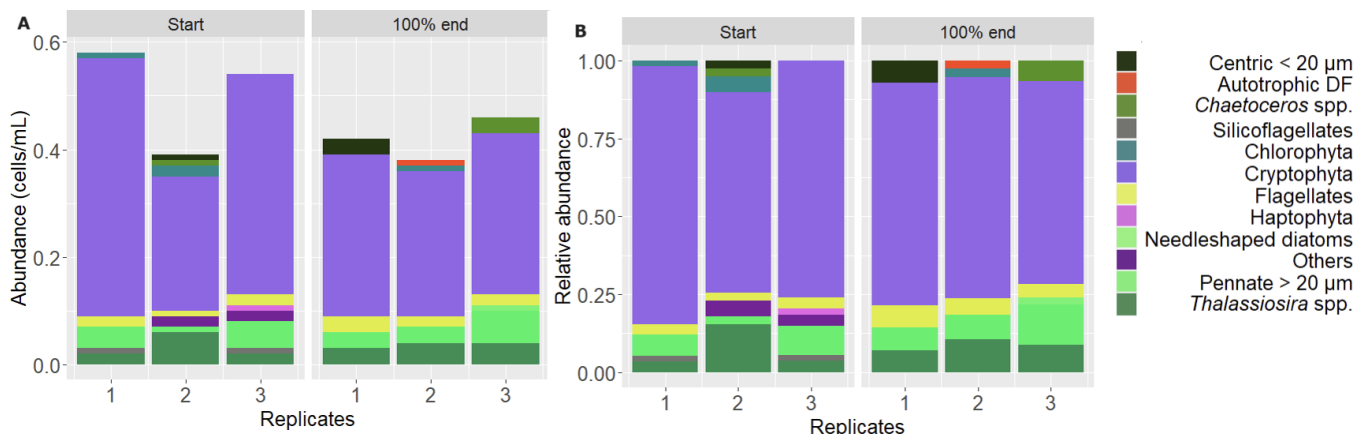 A
Start
100% end
0.6
0.4
0.2
0.0
Abundance (cells/mL)
1
2
3
1
2
3
Replicates
B
Start
100% end
1.00
0.75
0.50
0.25
0.00
Relative abundance
1
2
3
1
2
3
Replicates
Centric < 20 µm
Autotrophic DF
Chaetoceros spp.
Silicoflagellates
Chlorophyta
Cryptophyta
Flagellates
Haptophyta
Needleshaped diatoms
Others
Pennate > 20 µm
Thalassiosira spp.